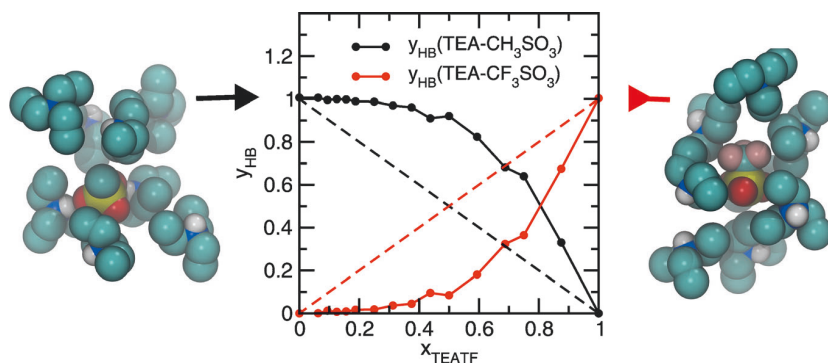 y_HB(TEA-CH₃SO₃)
y_HB(TEA-CF₃SO₃)
1.2
1
0.8
0.6
0.4
0.2
0
y_HB
0 0.2 0.4 0.6 0.8 1
x_TEATF